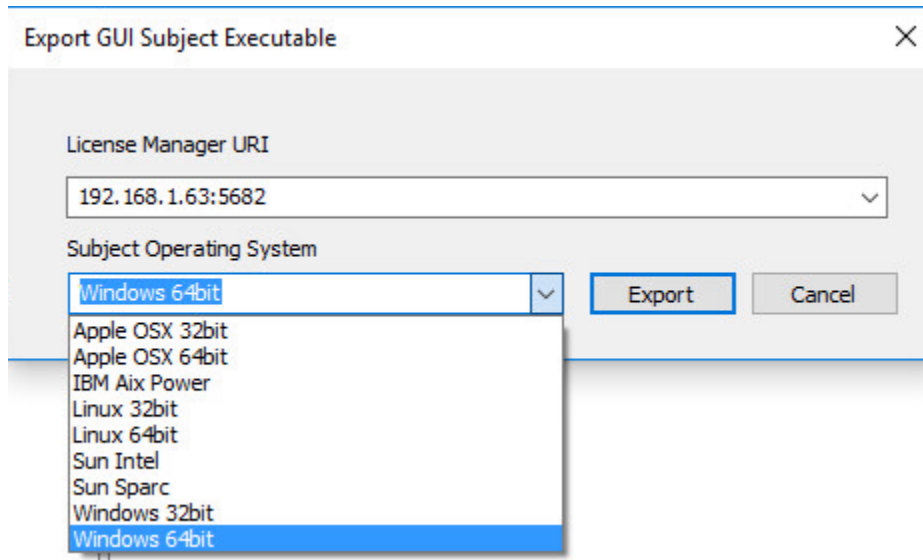 Export GUI Subject Executable
License Manager URI
192.168.1.63:5682
Subject Operating System
Windows 64bit
Export
Cancel
Apple OSX 32bit
Apple OSX 64bit
IBM Aix Power
Linux 32bit
Linux 64bit
Sun Intel
Sun Sparc
Windows 32bit
Windows 64bit